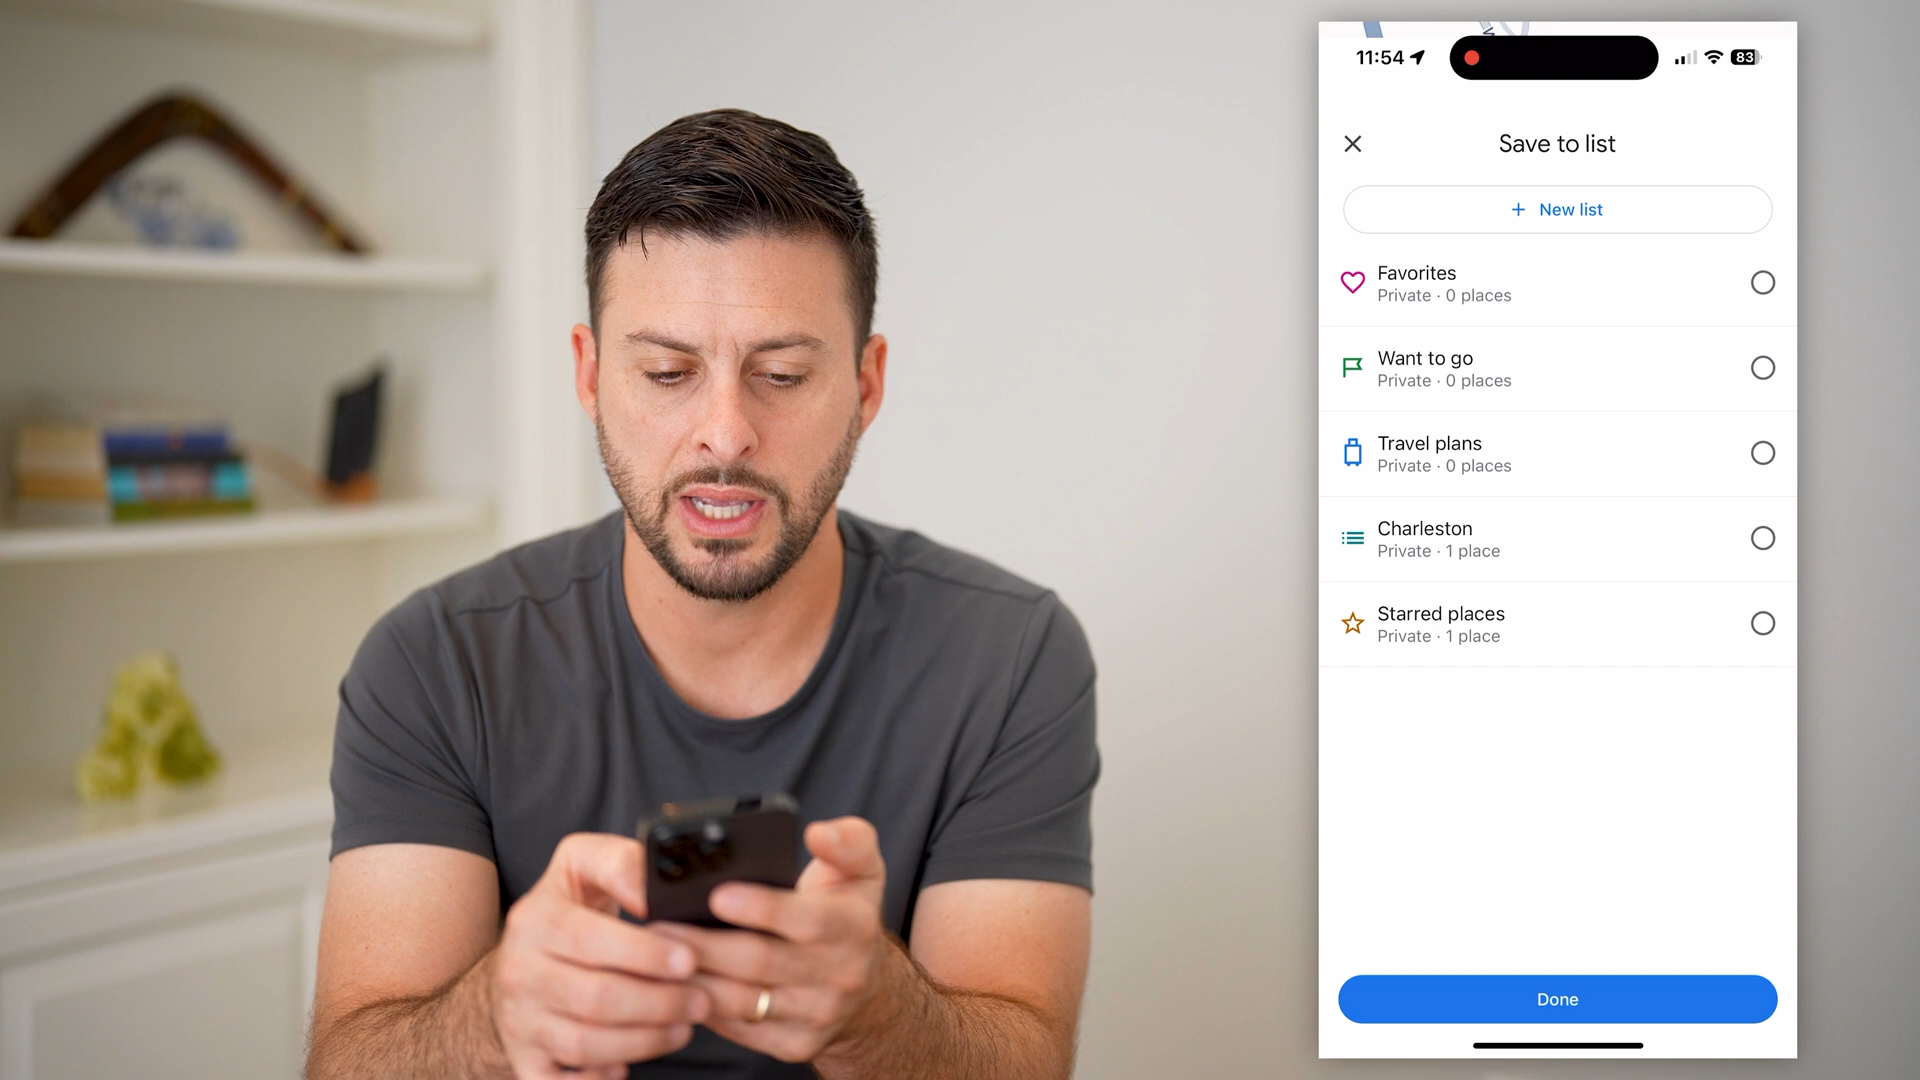 11:54
83
Save to list
+ New list
Favorites
Private · 0 places
Want to go
Private · 0 places
Travel plans
Private · 0 places
Charleston
Private · 1 place
Starred places
Private · 1 place
Done